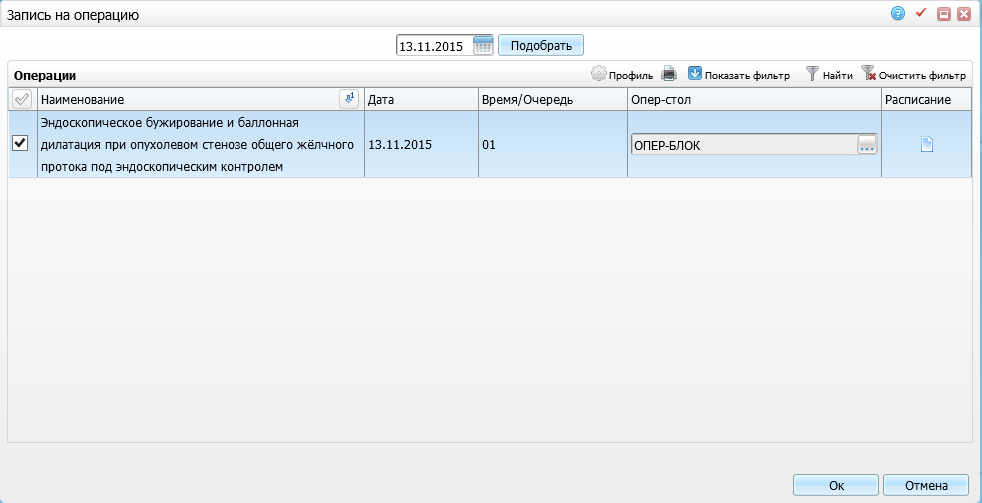 Запись на операцию
13.11.2015 Подобрать
Операции Профиль Показать фильтр Найти Очистить фильтр
Наименование 1 Дата Время/Очередь Опер-стол Расписание
Эндоскопическое бужирование и баллонная
дилатация при опухолевом стенозе общего жёлчного 13.11.2015 01 ОПЕР-БЛОК ...
протока под эндоскопическим контролем
Ок Отмена